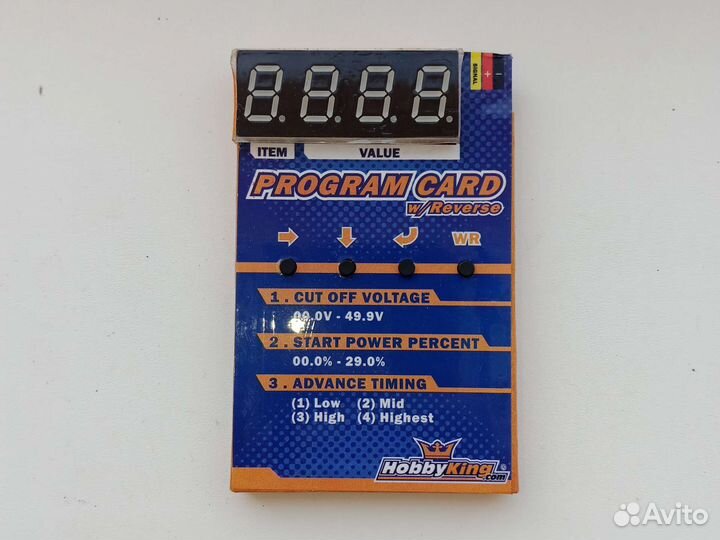 SIGNAL + −
ITEM VALUE
PROGRAM CARD
w/Reverse
WR
1 . CUT OFF VOLTAGE
00.0V - 49.9V
2 . START POWER PERCENT
00.0% - 29.0%
3 . ADVANCE TIMING
(1) Low (2) Mid
(3) High (4) Highest
HobbyKing
.com
Avito